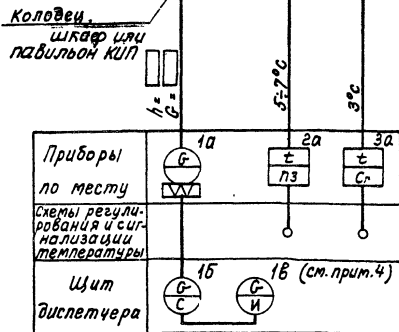 Колодец,
шкаф или
павильон КИП
h=
G=
5÷7°С
3°С
Приборы
по месту
1а
G
2а
t
пз
3а
t
Сг
Схемы регули-
рования и сиг-
нализации
температуры
Щит
диспетчера
1б
G
С
1в (см. прим. 4)
G
И